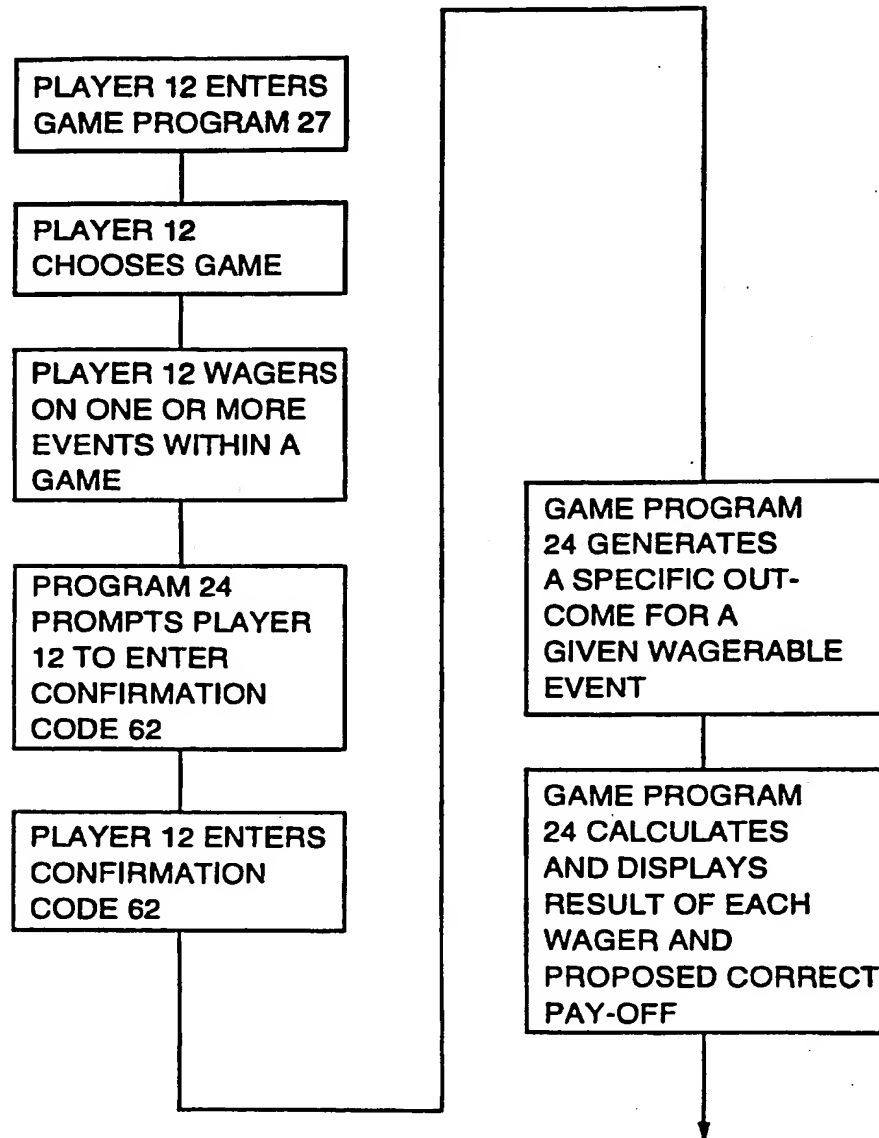 PLAYER 12 ENTERS
GAME PROGRAM 27
PLAYER 12
CHOOSES GAME
PLAYER 12 WAGERS
ON ONE OR MORE
EVENTS WITHIN A
GAME
PROGRAM 24
PROMPTS PLAYER
12 TO ENTER
CONFIRMATION
CODE 62
PLAYER 12 ENTERS
CONFIRMATION
CODE 62
GAME PROGRAM
24 GENERATES
A SPECIFIC OUT-
COME FOR A
GIVEN WAGERABLE
EVENT
GAME PROGRAM
24 CALCULATES
AND DISPLAYS
RESULT OF EACH
WAGER AND
PROPOSED CORRECT
PAY-OFF